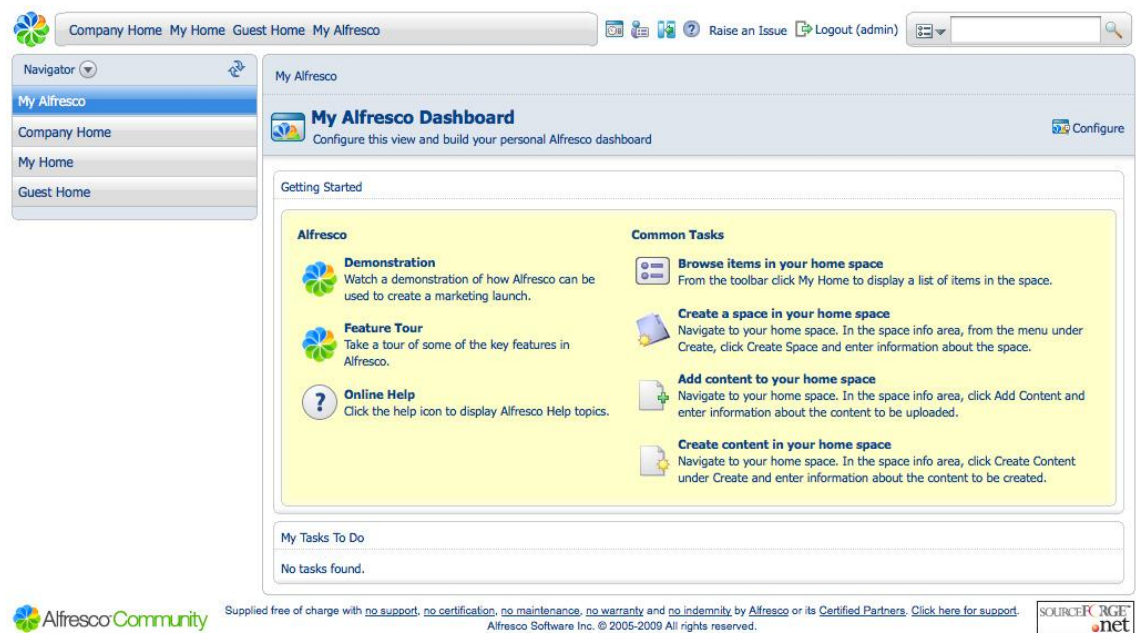 Company Home My Home Guest Home My Alfresco
Raise an Issue Logout (admin)
Navigator
My Alfresco
Company Home
My Home
Guest Home
My Alfresco
My Alfresco Dashboard
Configure this view and build your personal Alfresco dashboard
Configure
Getting Started
Alfresco
Demonstration
Watch a demonstration of how Alfresco can be
used to create a marketing launch.
Feature Tour
Take a tour of some of the key features in
Alfresco.
Online Help
Click the help icon to display Alfresco Help topics.
Common Tasks
Browse items in your home space
From the toolbar click My Home to display a list of items in the space.
Create a space in your home space
Navigate to your home space. In the space info area, from the menu under
Create, click Create Space and enter information about the space.
Add content to your home space
Navigate to your home space. In the space info area, click Add Content and
enter information about the content to be uploaded.
Create content in your home space
Navigate to your home space. In the space info area, click Create Content
under Create and enter information about the content to be created.
My Tasks To Do
No tasks found.
Alfresco Community
Supplied free of charge with no support, no certification, no maintenance, no warranty and no indemnity by Alfresco or its Certified Partners. Click here for support.
Alfresco Software Inc. © 2005-2009 All rights reserved.
SOURCEFORGE
.net